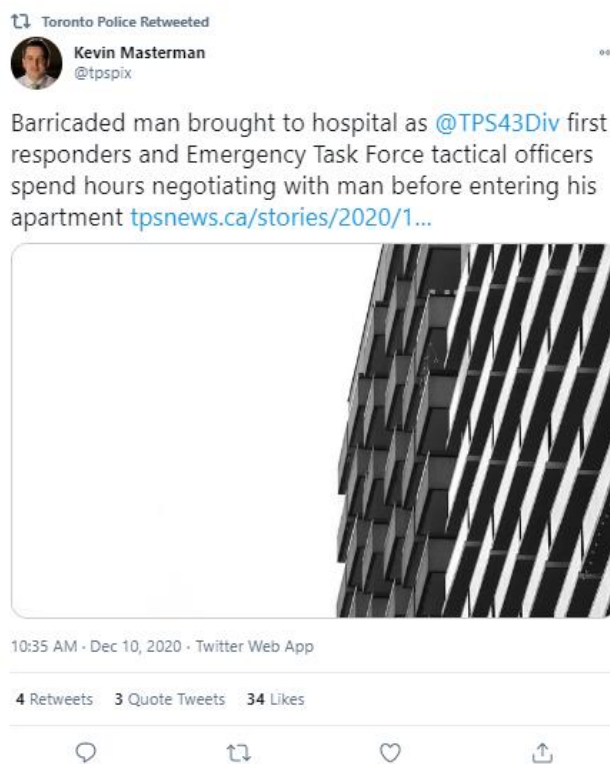 Toronto Police Retweeted
Kevin Masterman
@tpspix
Barricaded man brought to hospital as @TPS43Div first
responders and Emergency Task Force tactical officers
spend hours negotiating with man before entering his
apartment tpsnews.ca/stories/2020/1...
10:35 AM · Dec 10, 2020 · Twitter Web App
4 Retweets 3 Quote Tweets 34 Likes